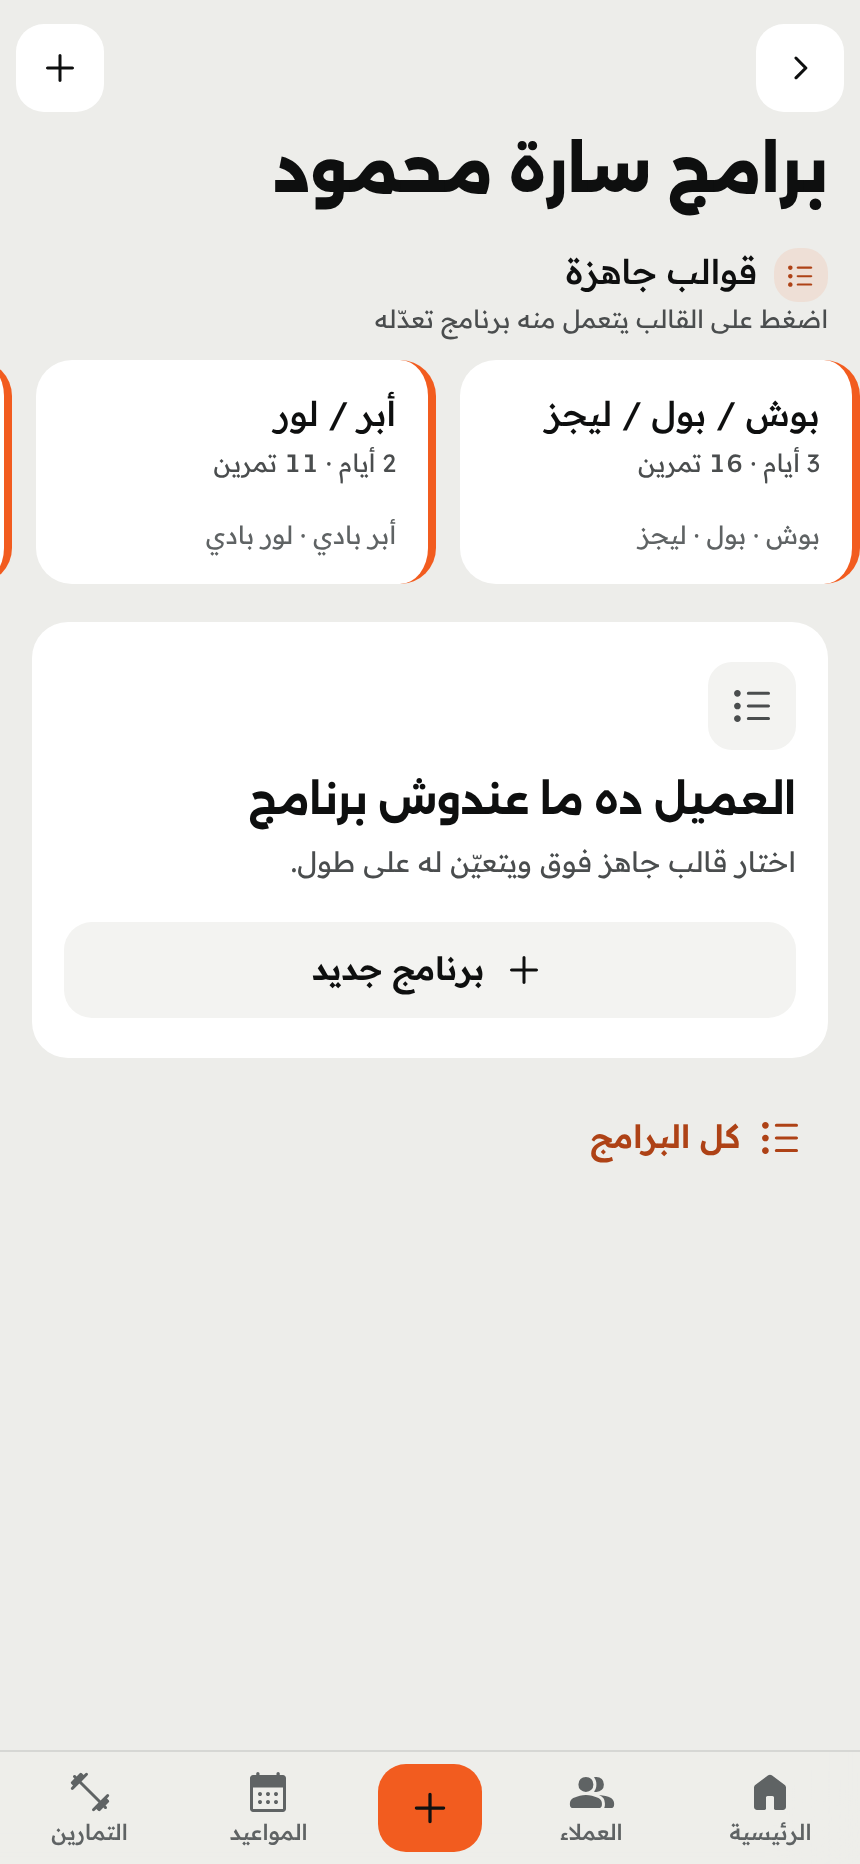 برامج سارة محمود
قوالب جاهزة
اضغط على القالب يتعمل منه برنامج تعدّله
بوش / بول / ليجز
3 أيام · 16 تمرين
بوش · بول · ليجز
أبر / لور
2 أيام · 11 تمرين
أبر بادي · لور بادي
العميل ده ما عندوش برنامج
اختار قالب جاهز فوق ويتعيّن له على طول.
برنامج جديد
كل البرامج
الرئيسية
العملاء
المواعيد
التمارين